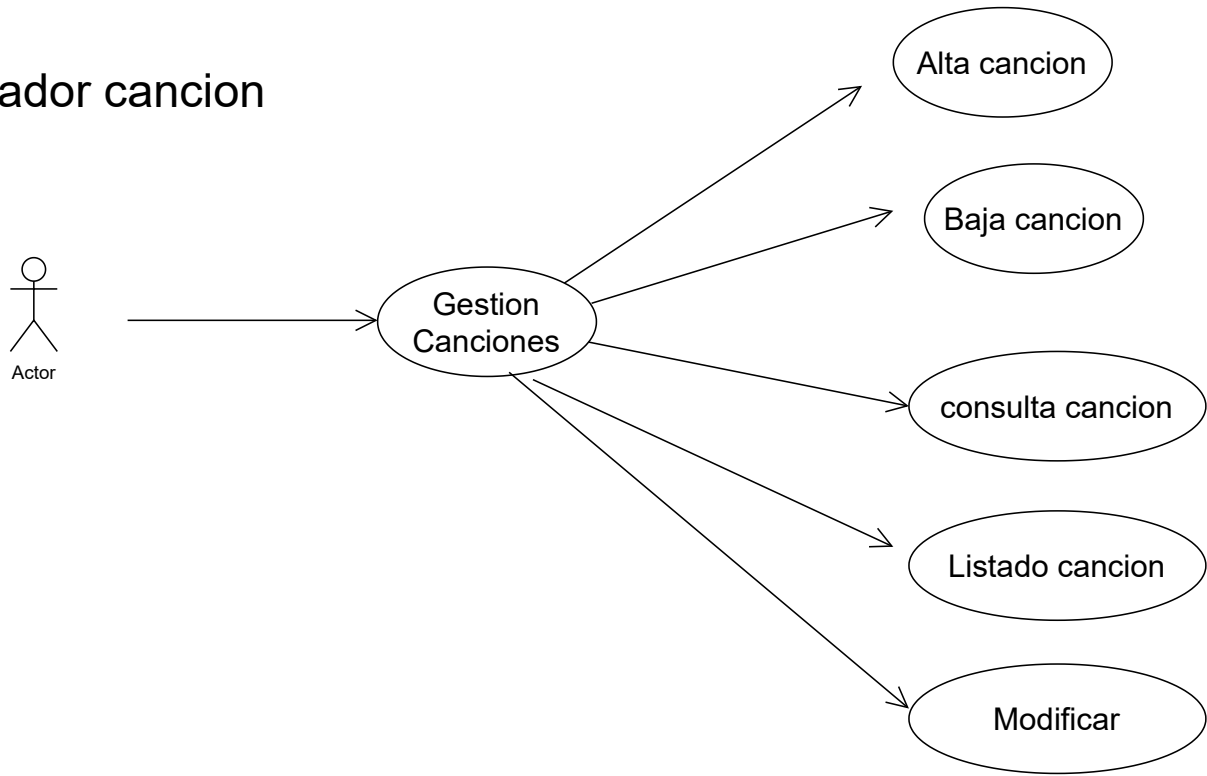 ador cancion
Alta cancion
Baja cancion
Gestion
Canciones
Actor
consulta cancion
Listado cancion
Modificar